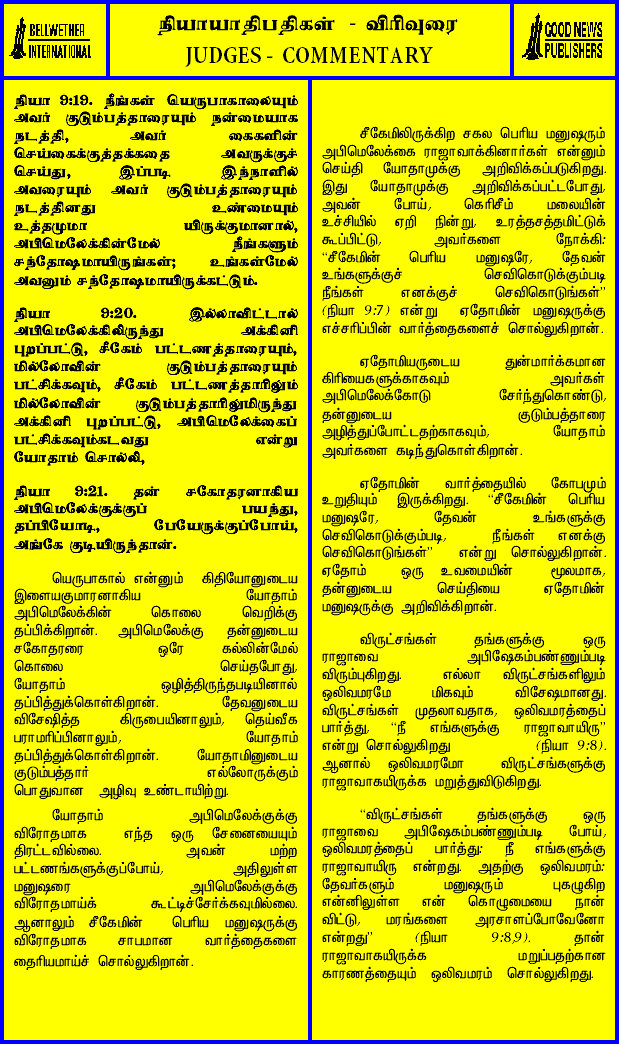 BELLWETHER
INTERNATIONAL
நியாயாதிபதிகள் - விரிவுரை
JUDGES - COMMENTARY
GOOD NEWS
PUBLISHERS
நியா 9:19. நீங்கள் யெருபாகாலையும்
அவர் குடும்பத்தாரையும் நன்மையாக
நடத்தி, அவர் கைகளின்
செய்கைக்குத்தக்கதை அவருக்குச்
செய்து, இப்படி இந்நாளில்
அவரையும் அவர் குடும்பத்தாரையும்
நடத்தினது உண்மையும்
உத்தமுமா யிருக்குமானால்,
அபிமெலேக்கின்மேல் நீங்களும்
சந்தோஷமாயிருங்கள்; உங்கள்மேல்
அவனும் சந்தோஷமாயிருக்கட்டும்.
நியா 9:20. இல்லாவிட்டால்
அபிமெலேக்கிலிருந்து அக்கினி
புறப்பட்டு, சீகேம் பட்டணத்தாரையும்,
மில்லோவின் குடும்பத்தாரையும்
பட்சிக்கவும், சீகேம் பட்டணத்தாரிலும்
மில்லோவின் குடும்பத்தாரிலுமிருந்து
அக்கினி புறப்பட்டு, அபிமெலேக்கைப்
பட்சிக்கவும்கடவது என்று
யோதாம் சொல்லி,
நியா 9:21. தன் சகோதரனாகிய
அபிமெலேக்குக்குப் பயந்து,
தப்பியோடி, பேயேருக்குப்போய்,
அங்கே குடியிருந்தான்.
யெருபாகால் என்னும் கிதியோனுடைய
இளையகுமாரனாகிய யோதாம்
அபிமெலேக்கின் கொலை வெறிக்கு
தப்பிக்கிறான். அபிமெலேக்கு தன்னுடைய
சகோதரரை ஒரே கல்லின்மேல்
கொலை செய்தபோது,
யோதாம் ஒழித்திருந்தபடியினால்
தப்பித்துக்கொள்கிறான். தேவனுடைய
விசேஷித்த கிருபையினாலும், தெய்வீக
பராமரிப்பினாலும், யோதாம்
தப்பித்துக்கொள்கிறான். யோதாமினுடைய
குடும்பத்தார் எல்லோருக்கும்
பொதுவான அழிவு உண்டாயிற்று.
யோதாம் அபிமெலேக்குக்கு
விரோதமாக எந்த ஒரு சேனையையும்
திரட்டவில்லை. அவன் மற்ற
பட்டணங்களுக்குப்போய், அதிலுள்ள
மனுஷரை அபிமெலேக்குக்கு
விரோதமாய்க் கூட்டிச்சேர்க்கவுமில்லை.
ஆனாலும் சீகேமின் பெரிய மனுஷருக்கு
விரோதமாக சாபமான வார்த்தைகளை
தைரியமாய்ச் சொல்லுகிறான்.
சீகேமிலிருக்கிற சகல பெரிய மனுஷரும்
அபிமெலேக்கை ராஜாவாக்கினார்கள் என்னும்
செய்தி யோதாமுக்கு அறிவிக்கப்படுகிறது.
இது யோதாமுக்கு அறிவிக்கப்பட்டபோது,
அவன் போய், கெரிசீம் மலையின்
உச்சியில் ஏறி நின்று, உரத்தசத்தமிட்டுக்
கூப்பிட்டு, அவர்களை நோக்கி:
"சீகேமின் பெரிய மனுஷரே, தேவன்
உங்களுக்குச் செவிகொடுக்கும்படி
நீங்கள் எனக்குச் செவிகொடுங்கள்"
(நியா 9:7) என்று ஏதோமின் மனுஷருக்கு
எச்சரிப்பின் வார்த்தைகளைச் சொல்லுகிறான்.
ஏதோமியருடைய துன்மார்க்கமான
கிரியைகளுக்காகவும் அவர்கள்
அபிமெலேக்கோடு சேர்ந்துகொண்டு,
தன்னுடைய குடும்பத்தாரை
அழித்துப்போட்டதற்காகவும், யோதாம்
அவர்களை கடிந்துகொள்கிறான்.
ஏதோமின் வார்த்தையில் கோபமும்
உறுதியும் இருக்கிறது. "சீகேமின் பெரிய
மனுஷரே, தேவன் உங்களுக்கு
செவிகொடுக்கும்படி, நீங்கள் எனக்கு
செவிகொடுங்கள்" என்று சொல்லுகிறான்.
ஏதோம் ஒரு உவமையின் மூலமாக,
தன்னுடைய செய்தியை ஏதோமின்
மனுஷருக்கு அறிவிக்கிறான்.
விருட்சங்கள் தங்களுக்கு ஒரு
ராஜாவை அபிஷேகம்பண்ணும்படி
விரும்புகிறது. எல்லா விருட்சங்களிலும்
ஒலிவமரமே மிகவும் விசேஷமானது.
விருட்சங்கள் முதலாவதாக, ஒலிவமரத்தைப்
பார்த்து, "நீ எங்களுக்கு ராஜாவாயிரு"
என்று சொல்லுகிறது (நியா 9:8).
ஆனால் ஒலிவமரமோ விருட்சங்களுக்கு
ராஜாவாகயிருக்க மறுத்துவிடுகிறது.
"விருட்சங்கள் தங்களுக்கு ஒரு
ராஜாவை அபிஷேகம்பண்ணும்படி போய்,
ஒலிவமரத்தைப் பார்த்து: நீ எங்களுக்கு
ராஜாவாயிரு என்றது. அதற்கு ஒலிவமரம்:
தேவர்களும் மனுஷரும் புகழுகிற
என்னிலுள்ள என் கொழுமையை நான்
விட்டு, மரங்களை அரசாளப்போவேனோ
என்றது" (நியா 9:8,9). தான்
ராஜாவாகயிருக்க மறுப்பதற்கான
காரணத்தையும் ஒலிவமரம் சொல்லுகிறது.